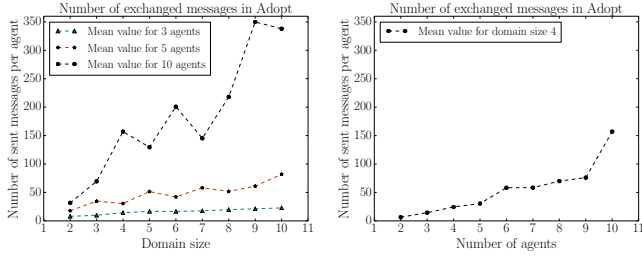 Number of exchanged messages in Adopt
Number of sent messages per agent
350
300
250
200
150
100
50
0
Mean value for 3 agents
Mean value for 5 agents
Mean value for 10 agents
1 2 3 4 5 6 7 8 9 10 11
Domain size
Number of exchanged messages in Adopt
Number of sent messages per agent
350
300
250
200
150
100
50
0
Mean value for domain size 4
1 2 3 4 5 6 7 8 9 10 11
Number of agents